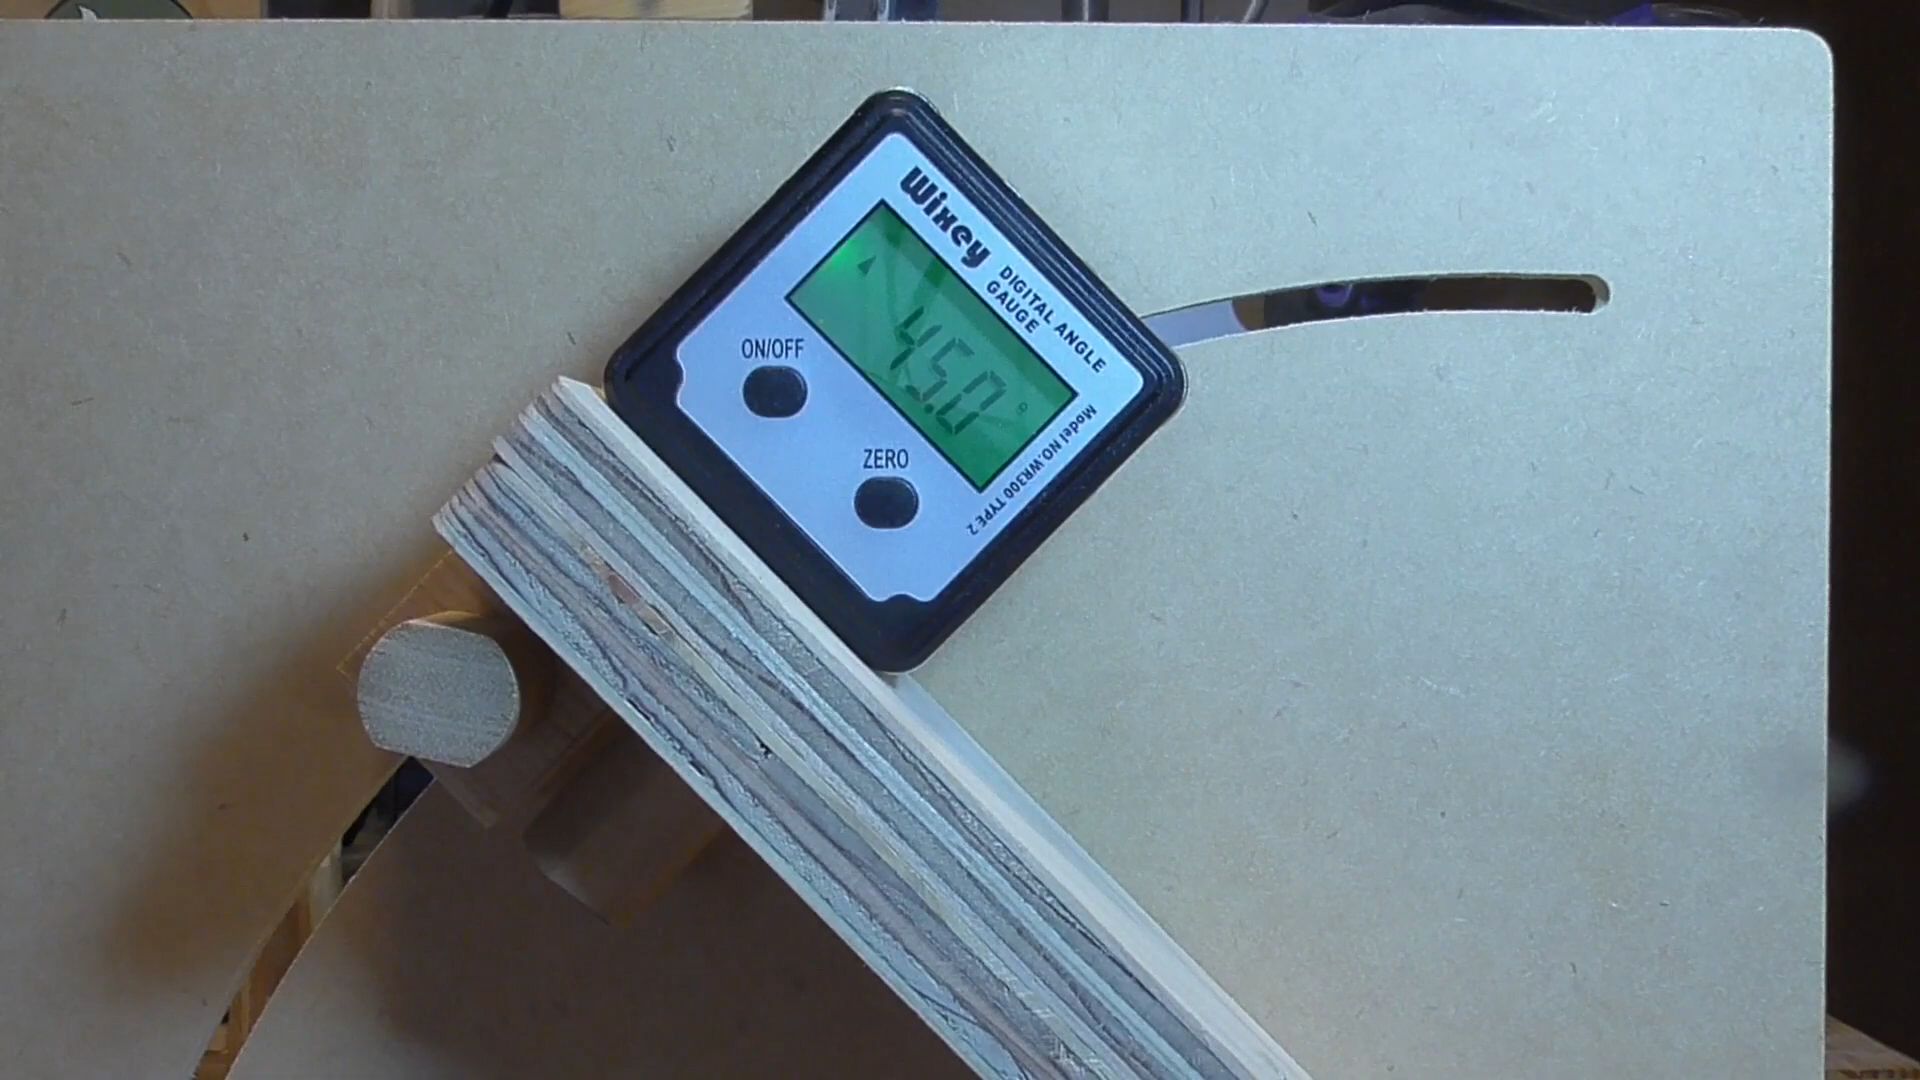 Wixey
DIGITAL ANGLE
GAUGE
45.0°
ON/OFF
ZERO
Model NO.WR300 TYPE 2